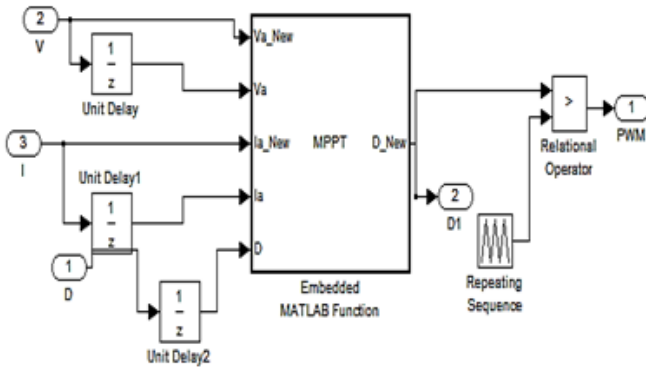 2
V
1
z
Unit Delay
3
I
Unit Delay1
1
z
1
D
1
z
Unit Delay2
Va_New
Va
Ia_New
Ia
D
MPPT
D_New
Embedded
MATLAB Function
>
Relational
Operator
1
PWM
2
D1
Repeating
Sequence